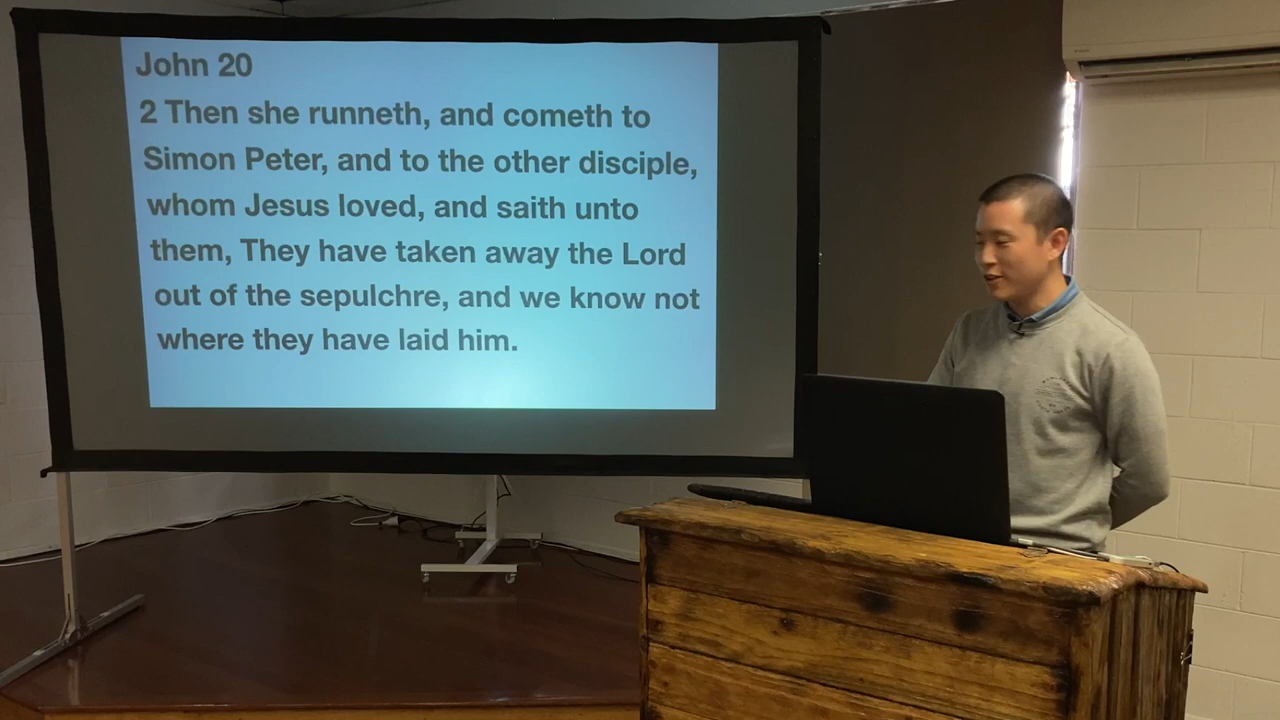 John 20
2 Then she runneth, and cometh to
Simon Peter, and to the other disciple,
whom Jesus loved, and saith unto
them, They have taken away the Lord
out of the sepulchre, and we know not
where they have laid him.